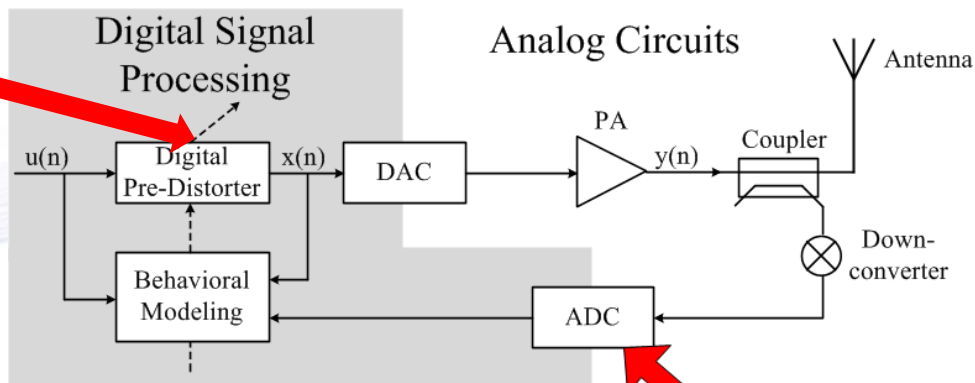 Digital Signal
Processing
Analog Circuits
Antenna
PA
Coupler
u(n)
Digital
Pre-Distorter
x(n)
DAC
y(n)
Down-
converter
Behavioral
Modeling
ADC